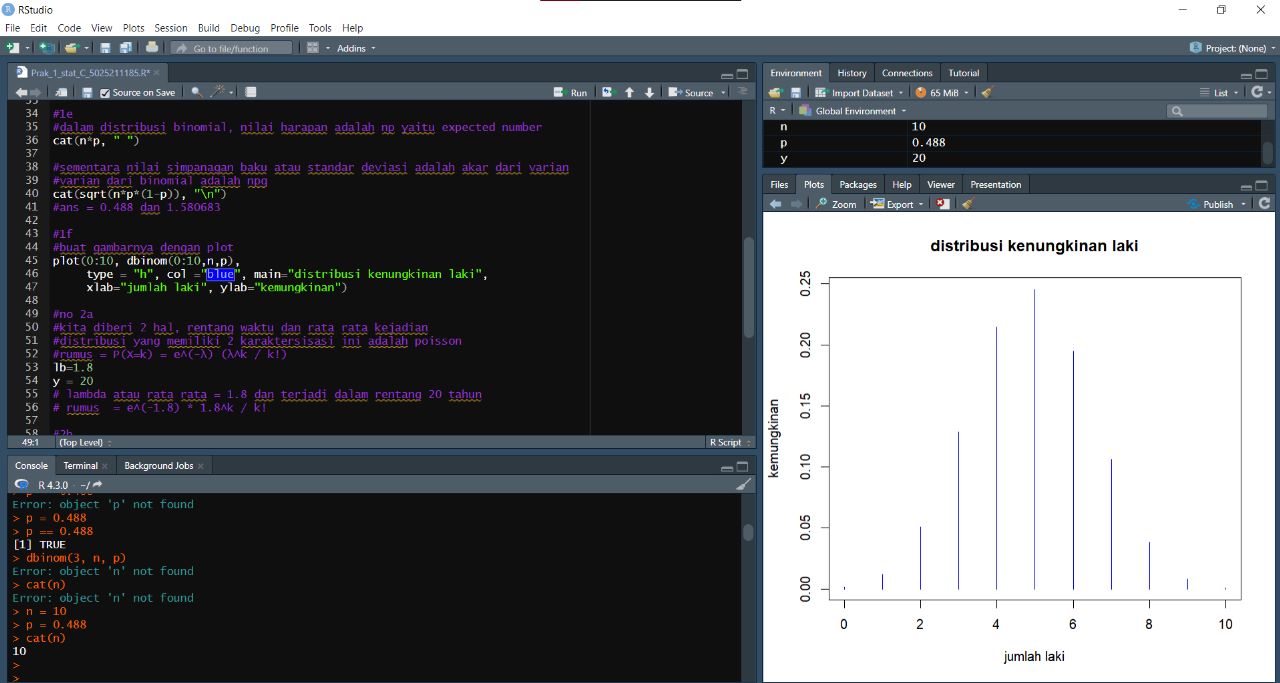 RStudio
File Edit Code View Plots Session Build Debug Profile Tools Help
Go to file/function Addins Project: (None)
Prak_1_stat_C_5025211185.R*
Source on Save Run Source
33
34 #1e
35 #dalam distribusi binomial, nilai harapan adalah np yaitu expected number
36 cat(n*p, " ")
37
38 #sementara nilai simpanagan baku atau standar deviasi adalah akar dari varian
39 #varian dari binomial adalah npq
40 cat(sqrt(n*p*(1-p)), "\n")
41 #ans = 0.488 dan 1.580683
42
43 #1f
44 #buat gambarnya dengan plot
45 plot(0:10, dbinom(0:10,n,p),
46 type = "h", col ="blue", main="distribusi kenungkinan laki",
47 xlab="jumlah laki", ylab="kemungkinan")
48
49 #no 2a
50 #kita diberi 2 hal, rentang waktu dan rata rata kejadian
51 #distribusi yang memiliki 2 karaktersisasi ini adalah poisson
52 #rumus = P(X=k) = e^(-λ) (λ^k / k!)
53 lb=1.8
54 y = 20
55 # lambda atau rata rata = 1.8 dan terjadi dalam rentang 20 tahun
56 # rumus = e^(-1.8) * 1.8^k / k!
57
58 #2b
49:1 (Top Level) R Script
Console Terminal Background Jobs
R 4.3.0 · ~/
Error: object 'p' not found
> p = 0.488
> p == 0.488
[1] TRUE
> dbinom(3, n, p)
Error: object 'n' not found
> cat(n)
Error: object 'n' not found
> n = 10
> p = 0.488
> cat(n)
10
>
>
Environment History Connections Tutorial
Import Dataset 65 MiB List
R Global Environment
n 10
p 0.488
y 20
Files Plots Packages Help Viewer Presentation
Zoom Export Publish
distribusi kenungkinan laki
kemungkinan
0.25
0.20
0.15
0.10
0.05
0.00
0 2 4 6 8 10
jumlah laki